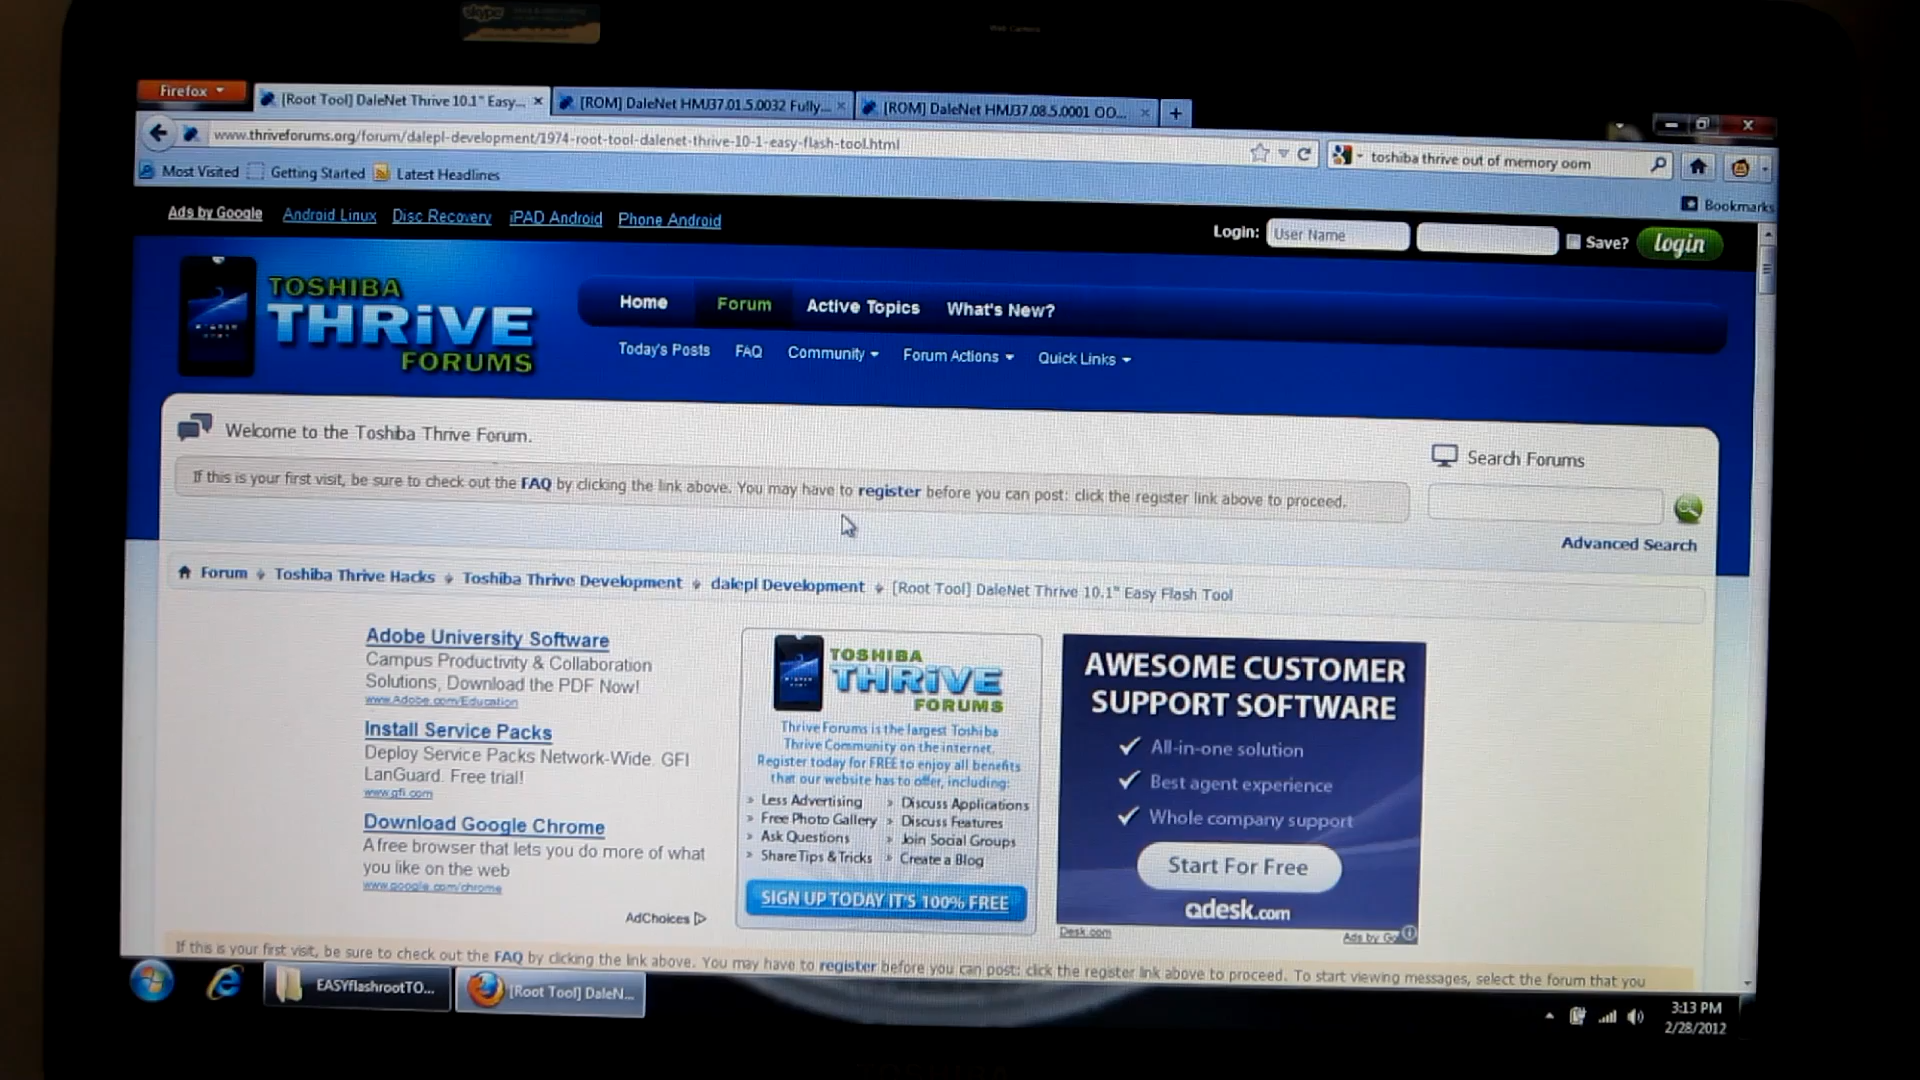 skype
Web Camera
Firefox
[Root Tool] DaleNet Thrive 10.1" Easy...
[ROM] DaleNet HMJ37.01.5.0032 Fully...
[ROM] DaleNet HMJ37.08.5.0001 OO...
www.thriveforums.org/forum/dalepl-development/1974-root-tool-dalenet-thrive-10-1-easy-flash-tool.html
toshiba thrive out of memory oom
Most Visited
Getting Started
Latest Headlines
Bookmarks
Ads by Google
Android Linux
Disc Recovery
iPAD Android
Phone Android
Login:
User Name
Save?
login
TOSHIBA
THRiVE
FORUMS
Home
Forum
Active Topics
What's New?
Today's Posts
FAQ
Community
Forum Actions
Quick Links
Welcome to the Toshiba Thrive Forum.
If this is your first visit, be sure to check out the FAQ by clicking the link above. You may have to register before you can post: click the register link above to proceed.
Search Forums
Advanced Search
Forum
Toshiba Thrive Hacks
Toshiba Thrive Development
dalepl Development
[Root Tool] DaleNet Thrive 10.1" Easy Flash Tool
Adobe University Software
Campus Productivity & Collaboration
Solutions, Download the PDF Now!
www.Adobe.com/Education
Install Service Packs
Deploy Service Packs Network-Wide. GFI
LanGuard. Free trial!
www.gfi.com
Download Google Chrome
A free browser that lets you do more of what
you like on the web
www.google.com/chrome
AdChoices
TOSHIBA
THRiVE
FORUMS
Thrive Forums is the largest Toshiba
Thrive Community on the internet.
Register today for FREE to enjoy all benefits
that our website has to offer, including:
» Less Advertising
» Free Photo Gallery
» Ask Questions
» Share Tips & Tricks
» Discuss Applications
» Discuss Features
» Join Social Groups
» Create a Blog
SIGN UP TODAY IT'S 100% FREE
AWESOME CUSTOMER
SUPPORT SOFTWARE
All-in-one solution
Best agent experience
Whole company support
Start For Free
desk.com
Desk.com
Ads by Go
If this is your first visit, be sure to check out the FAQ by clicking the link above. You may have to register before you can post: click the register link above to proceed. To start viewing messages, select the forum that you
EASYflashrootTO...
[Root Tool] DaleN...
3:13 PM
2/28/2012